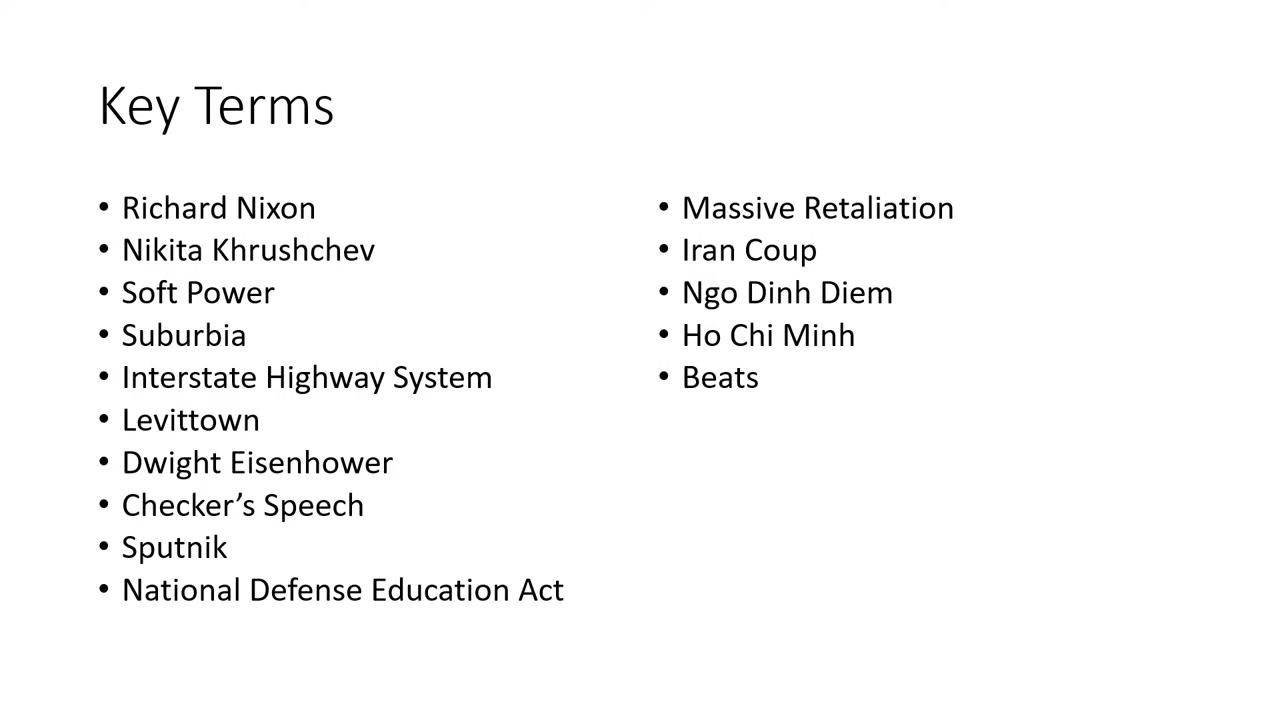 Key Terms
• Richard Nixon
• Nikita Khrushchev
• Soft Power
• Suburbia
• Interstate Highway System
• Levittown
• Dwight Eisenhower
• Checker’s Speech
• Sputnik
• National Defense Education Act
• Massive Retaliation
• Iran Coup
• Ngo Dinh Diem
• Ho Chi Minh
• Beats